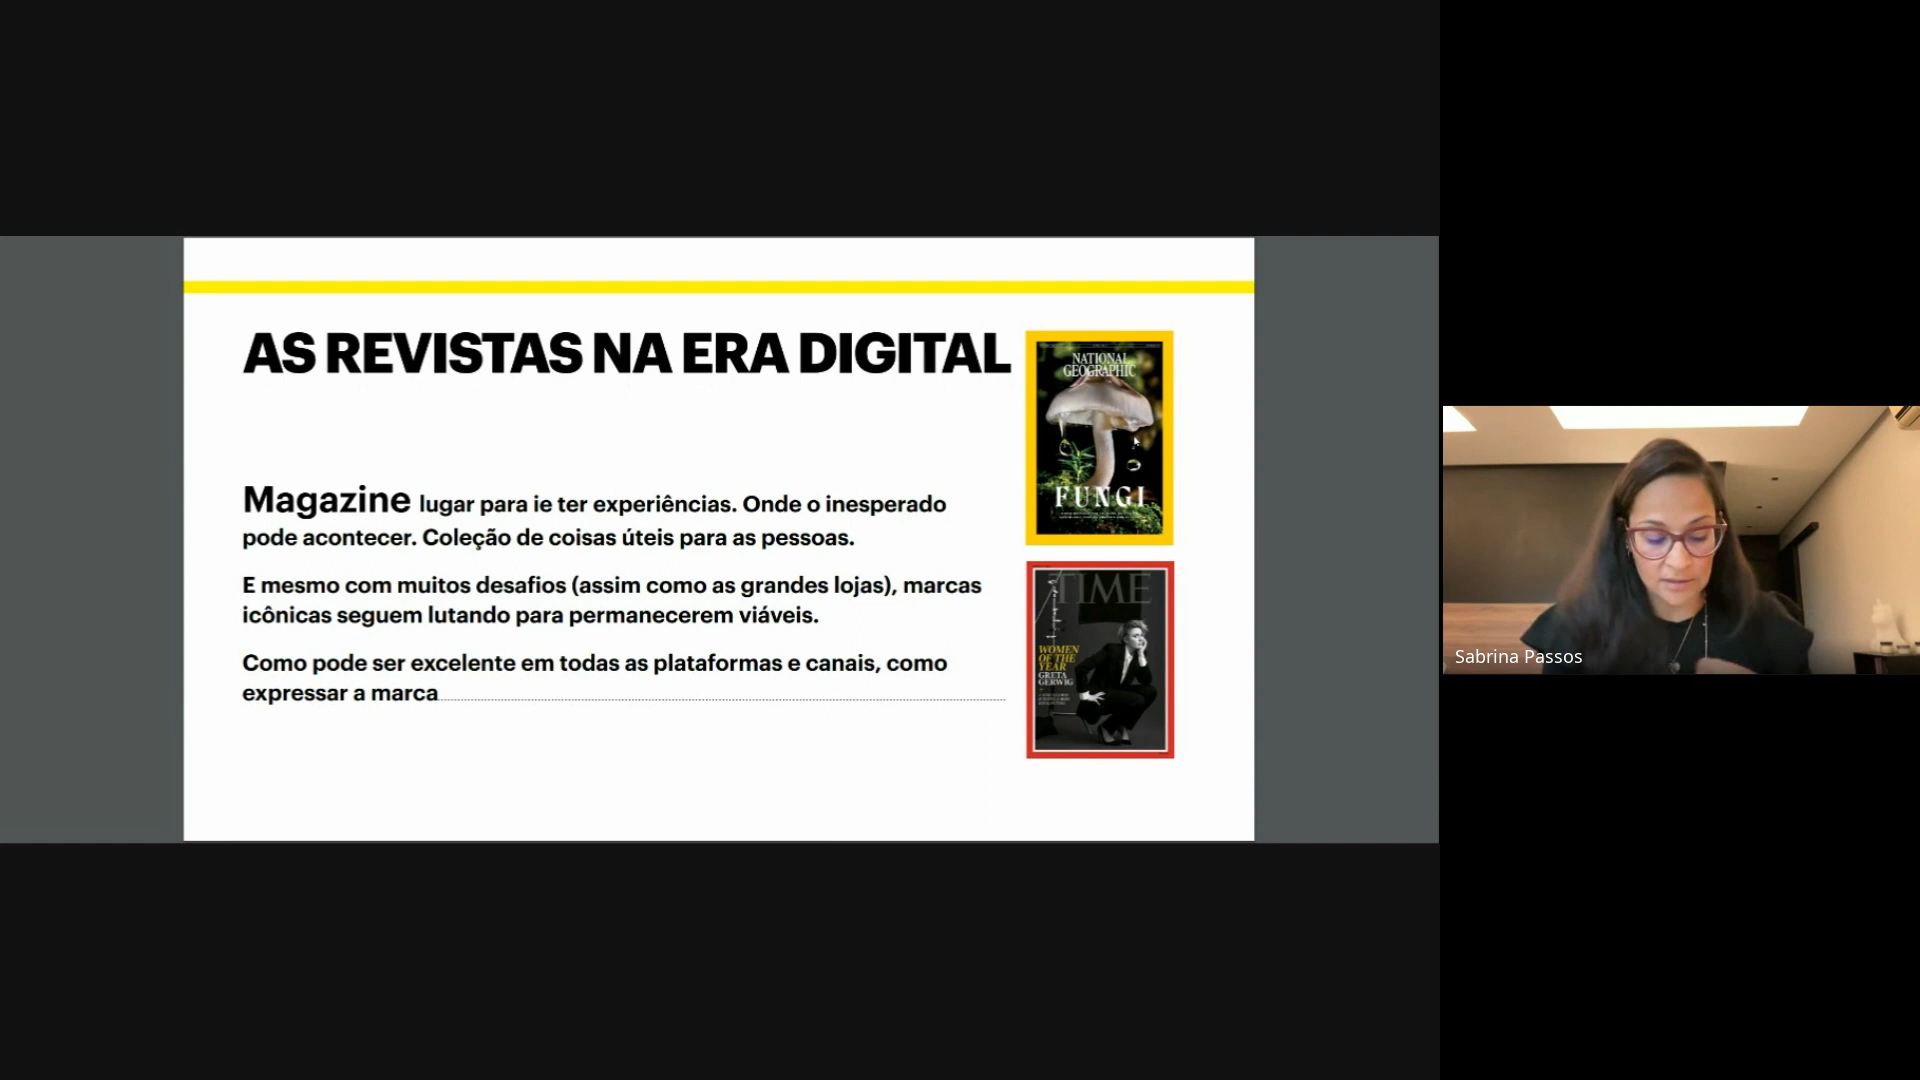 AS REVISTAS NA ERA DIGITAL
Magazine lugar para ie ter experiências. Onde o inesperado
pode acontecer. Coleção de coisas úteis para as pessoas.
E mesmo com muitos desafios (assim como as grandes lojas), marcas
icônicas seguem lutando para permanecerem viáveis.
Como pode ser excelente em todas as plataformas e canais, como
expressar a marca
NATIONAL
GEOGRAPHIC
FUNGI
TIME
WOMEN
OF THE
YEAR
GRETA
GERWIG
Sabrina Passos